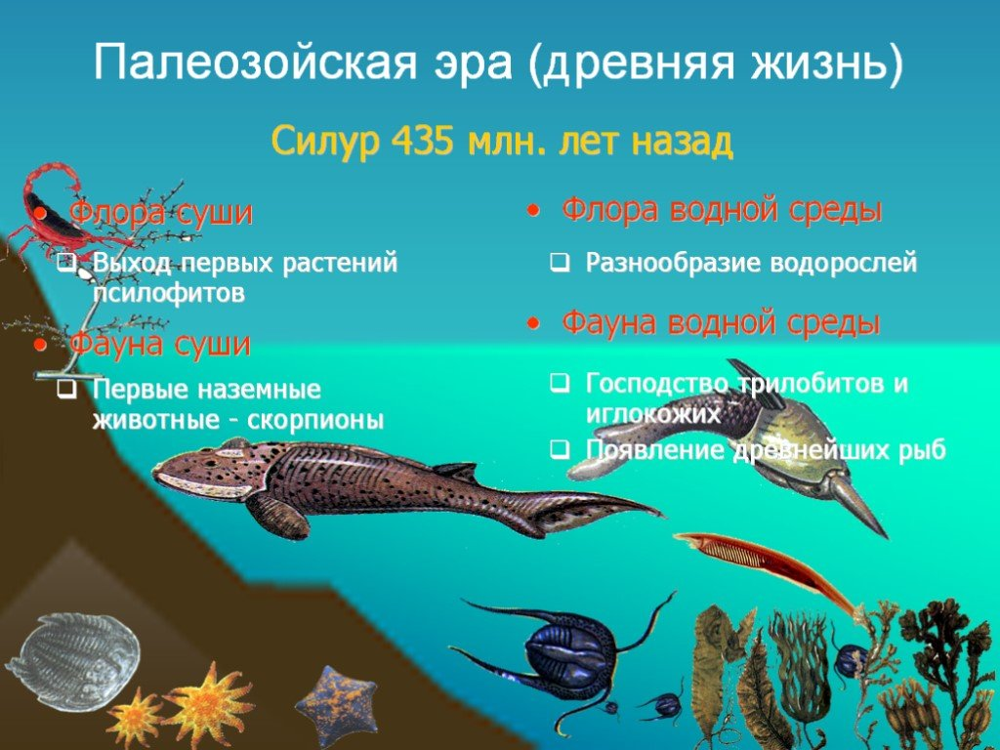 Палеозойская эра (древняя жизнь)
Силур 435 млн. лет назад
• Флора суши
❑ Выход первых растений
псилофитов
• Фауна суши
❑ Первые наземные
животные - скорпионы
• Флора водной среды
❑ Разнообразие водорослей
• Фауна водной среды
❑ Господство трилобитов и
иглокожих
❑ Появление древнейших рыб